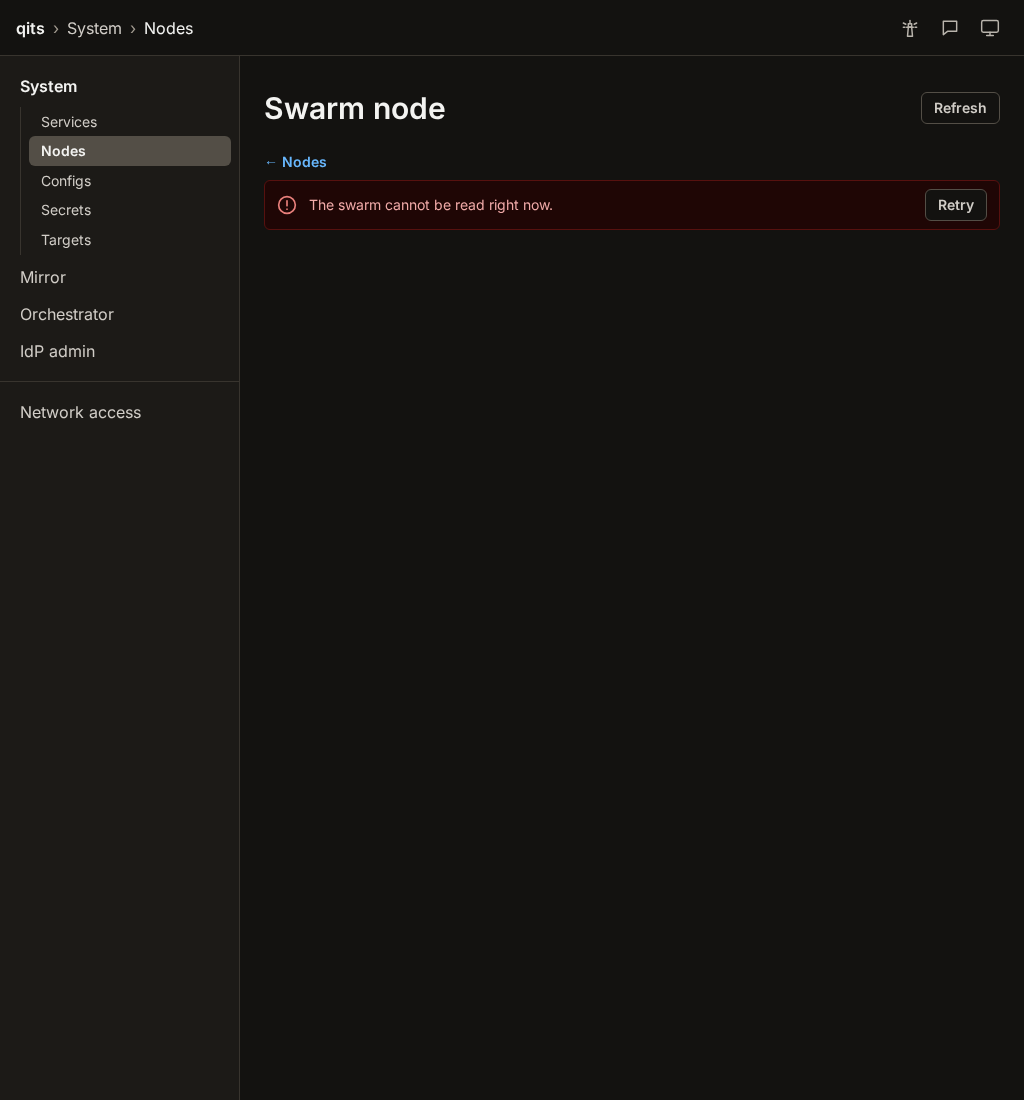 qits › System › Nodes
System
Services
Nodes
Configs
Secrets
Targets
Mirror
Orchestrator
IdP admin
Network access
Swarm node
Refresh
← Nodes
The swarm cannot be read right now.
Retry